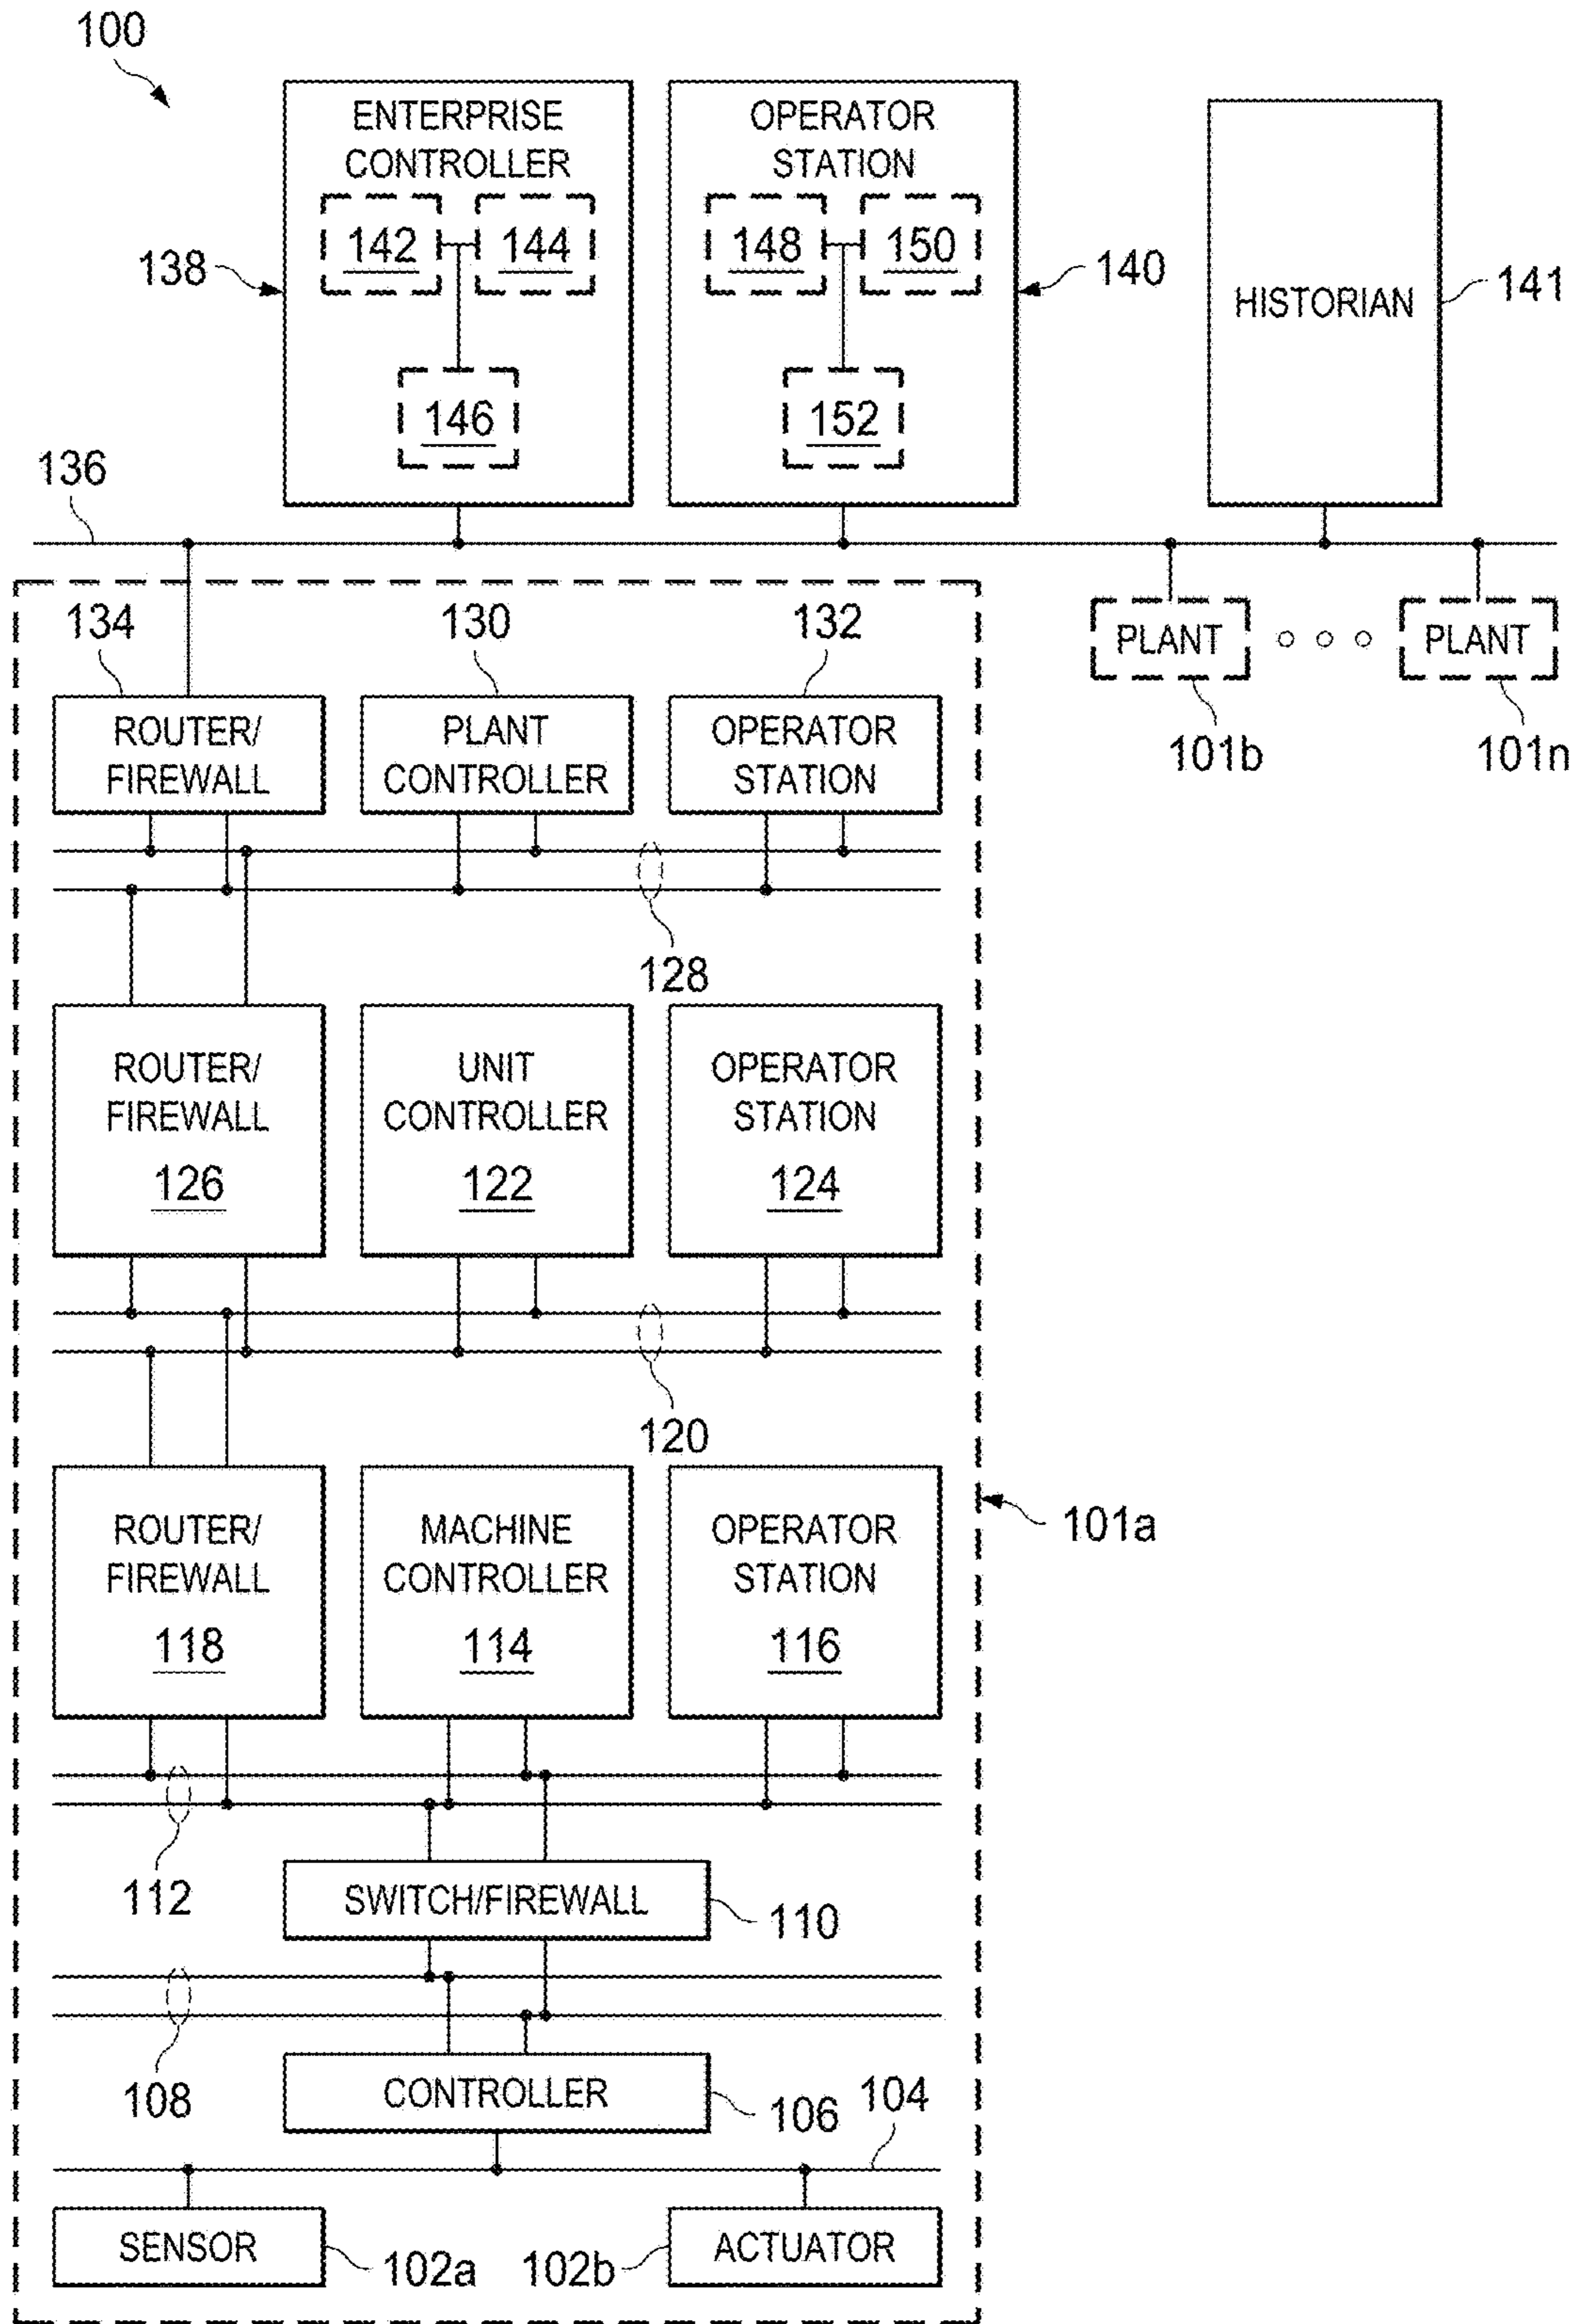 100
ENTERPRISE
CONTROLLER
142
144
146
138
OPERATOR
STATION
148
150
152
140
HISTORIAN
141
136
134
130
132
ROUTER/
FIREWALL
PLANT
CONTROLLER
OPERATOR
STATION
PLANT
PLANT
101b
101n
128
ROUTER/
FIREWALL
126
UNIT
CONTROLLER
122
OPERATOR
STATION
124
120
ROUTER/
FIREWALL
118
MACHINE
CONTROLLER
114
OPERATOR
STATION
116
101a
112
SWITCH/FIREWALL
110
108
CONTROLLER
106
104
SENSOR
102a
102b
ACTUATOR